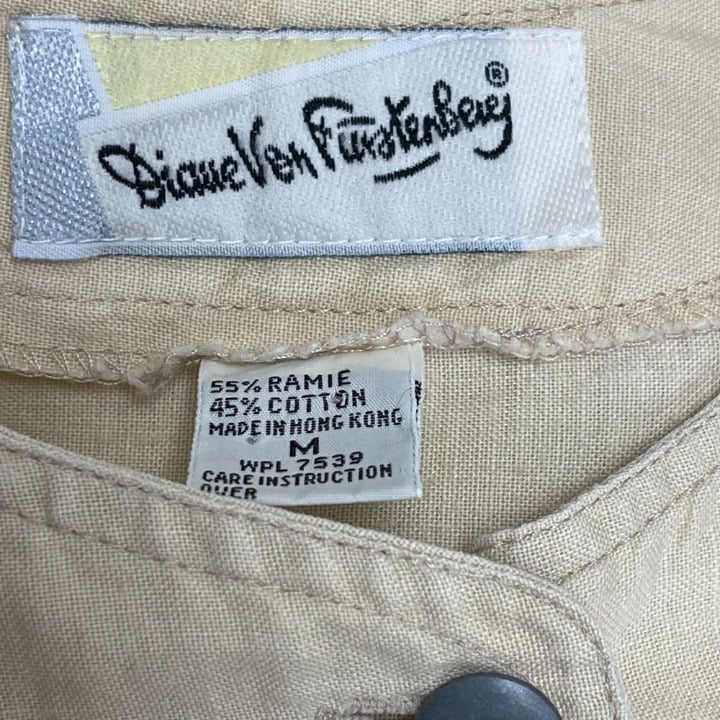 Diane Von Furstenberg ®
55% RAMIE
45% COTTON
MADE IN HONG KONG
M
WPL 7539
CARE INSTRUCTION
OVER